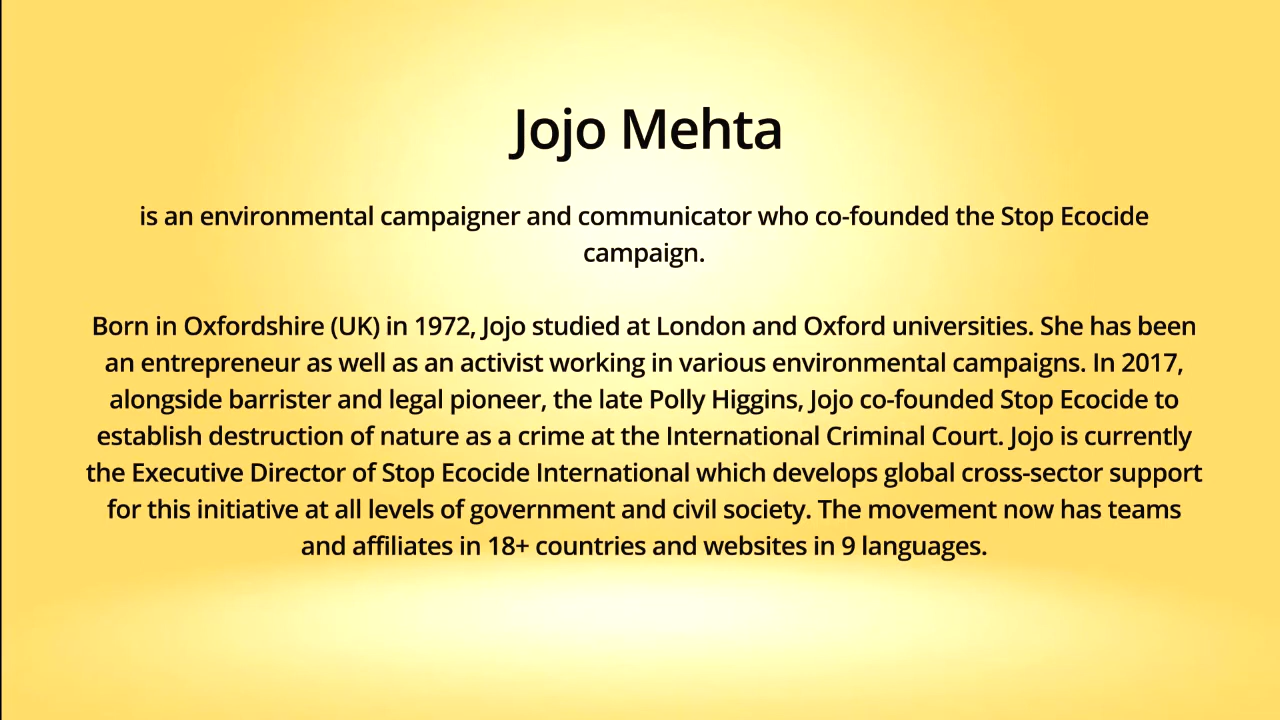 Jojo Mehta
is an environmental campaigner and communicator who co-founded the Stop Ecocide
campaign.
Born in Oxfordshire (UK) in 1972, Jojo studied at London and Oxford universities. She has been
an entrepreneur as well as an activist working in various environmental campaigns. In 2017,
alongside barrister and legal pioneer, the late Polly Higgins, Jojo co-founded Stop Ecocide to
establish destruction of nature as a crime at the International Criminal Court. Jojo is currently
the Executive Director of Stop Ecocide International which develops global cross-sector support
for this initiative at all levels of government and civil society. The movement now has teams
and affiliates in 18+ countries and websites in 9 languages.